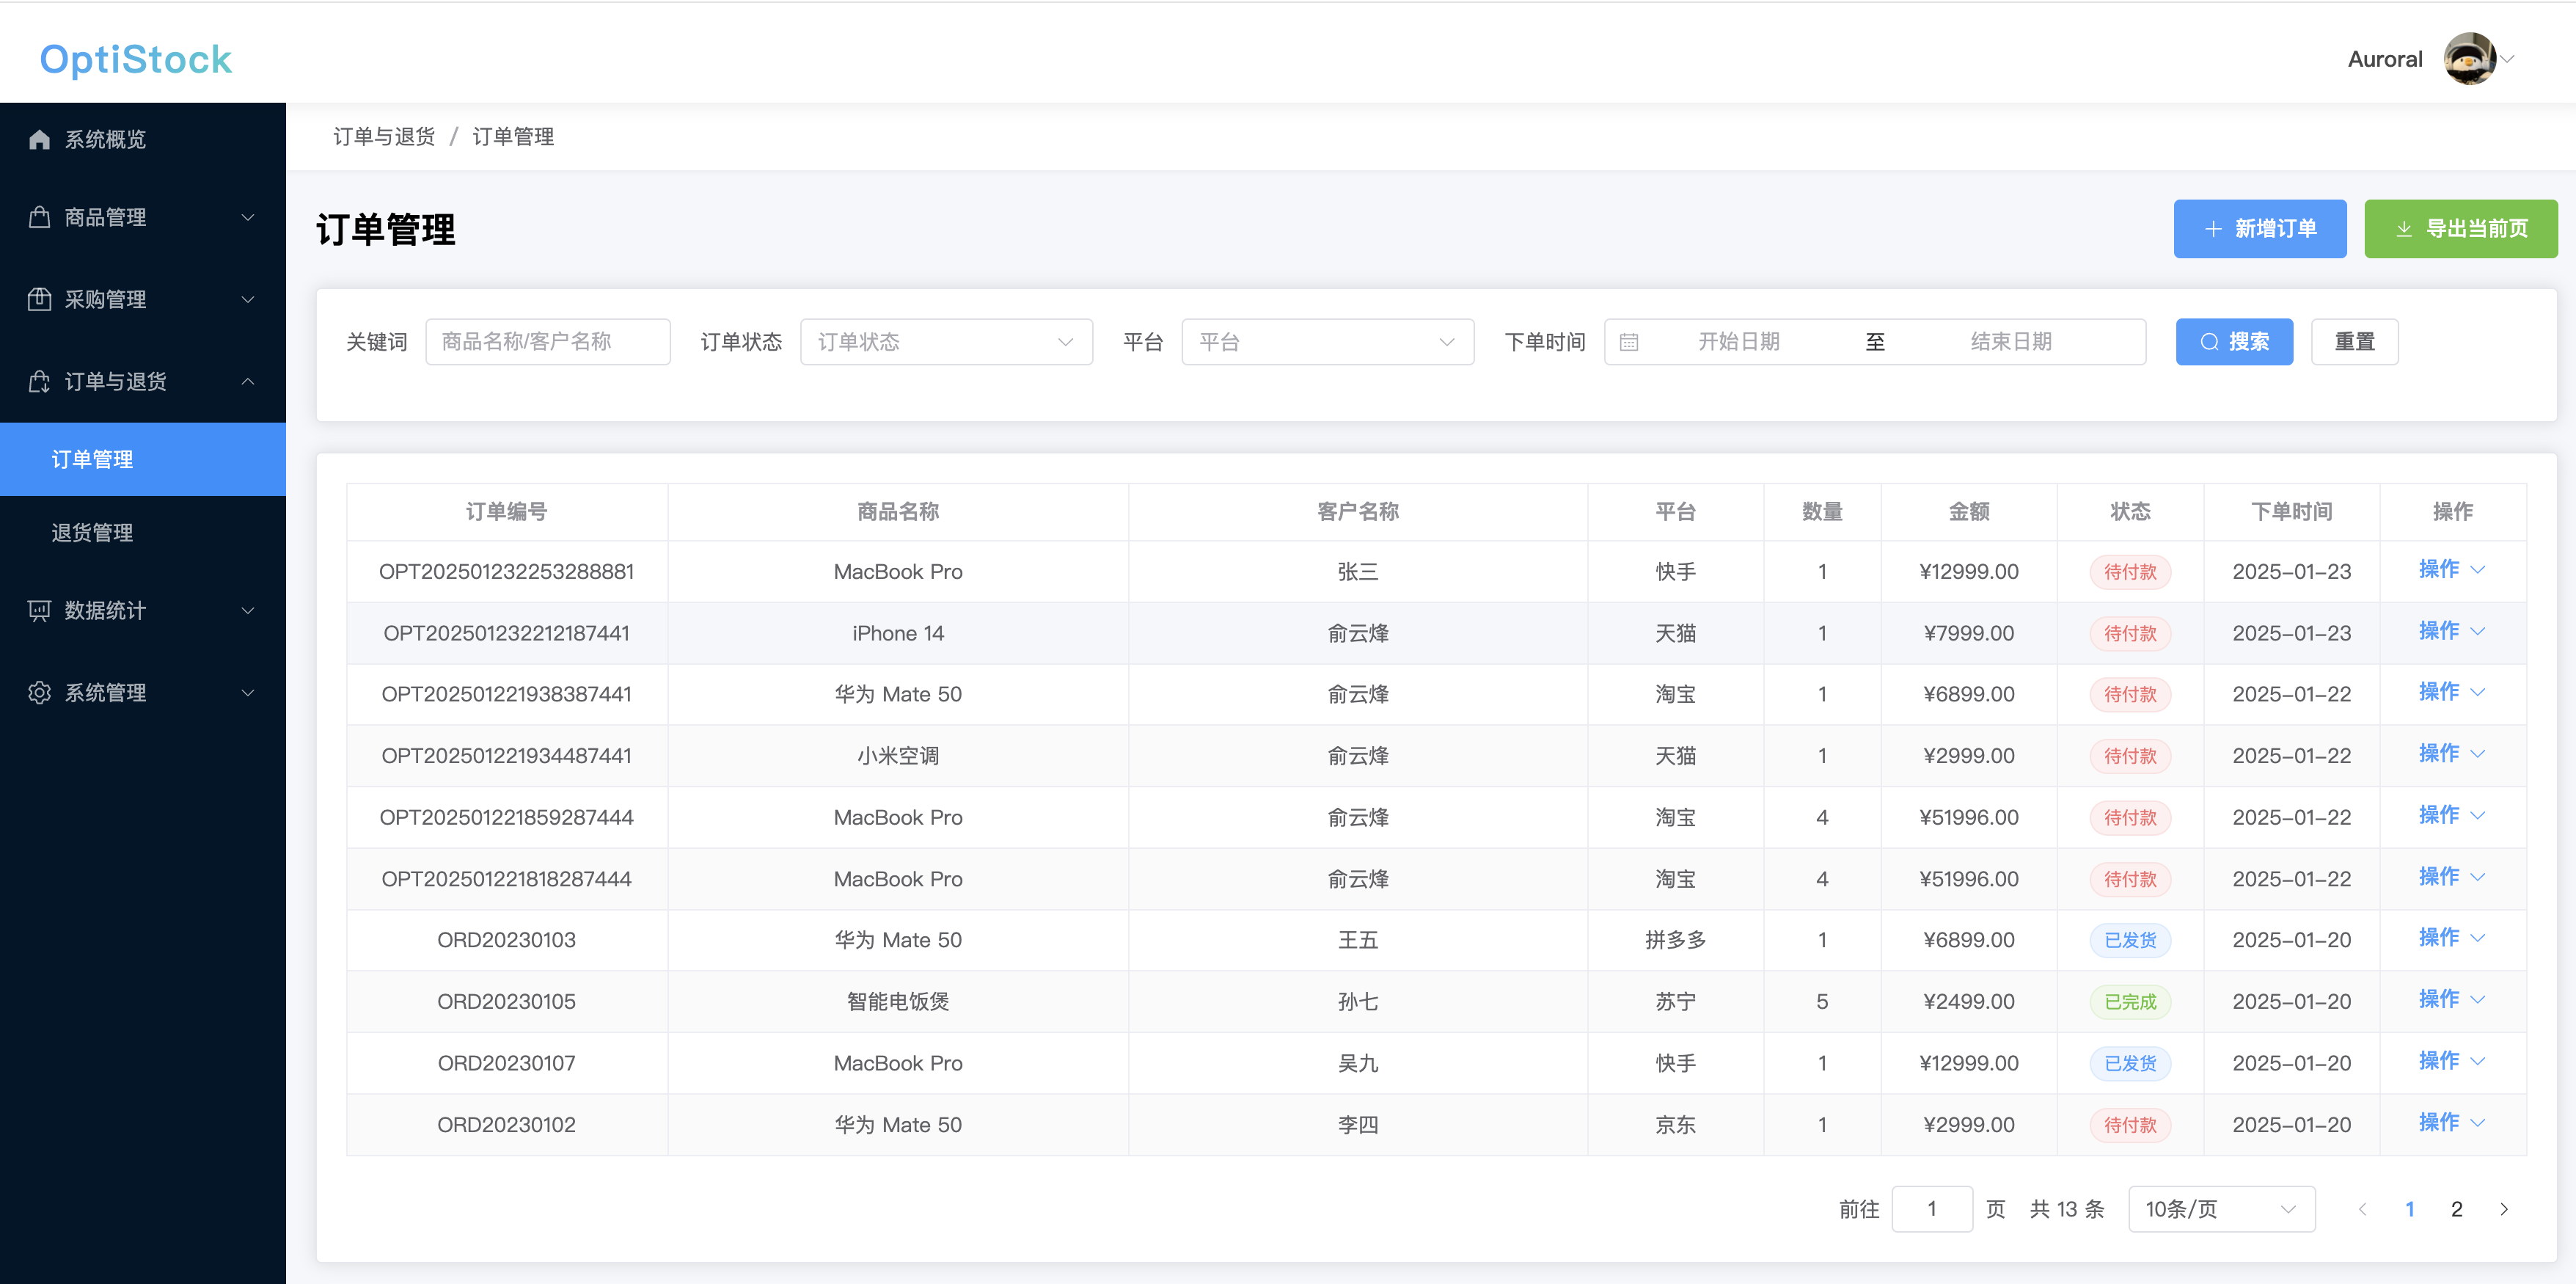 OptiStock
Auroral
系统概览
商品管理
采购管理
订单与退货
订单管理
退货管理
数据统计
系统管理
订单与退货 / 订单管理
订单管理
新增订单 导出当前页
关键词 商品名称/客户名称 订单状态 订单状态 平台 平台 下单时间 开始日期 至 结束日期 搜索 重置
订单编号 商品名称 客户名称 平台 数量 金额 状态 下单时间 操作
OPT202501232253288881 MacBook Pro 张三 快手 1 ¥12999.00 待付款 2025-01-23 操作
OPT202501232212187441 iPhone 14 俞云烽 天猫 1 ¥7999.00 待付款 2025-01-23 操作
OPT202501221938387441 华为 Mate 50 俞云烽 淘宝 1 ¥6899.00 待付款 2025-01-22 操作
OPT202501221934487441 小米空调 俞云烽 天猫 1 ¥2999.00 待付款 2025-01-22 操作
OPT202501221859287444 MacBook Pro 俞云烽 淘宝 4 ¥51996.00 待付款 2025-01-22 操作
OPT202501221818287444 MacBook Pro 俞云烽 淘宝 4 ¥51996.00 待付款 2025-01-22 操作
ORD20230103 华为 Mate 50 王五 拼多多 1 ¥6899.00 已发货 2025-01-20 操作
ORD20230105 智能电饭煲 孙七 苏宁 5 ¥2499.00 已完成 2025-01-20 操作
ORD20230107 MacBook Pro 吴九 快手 1 ¥12999.00 已发货 2025-01-20 操作
ORD20230102 华为 Mate 50 李四 京东 1 ¥2999.00 待付款 2025-01-20 操作
前往 1 页 共 13 条 10条/页 1 2